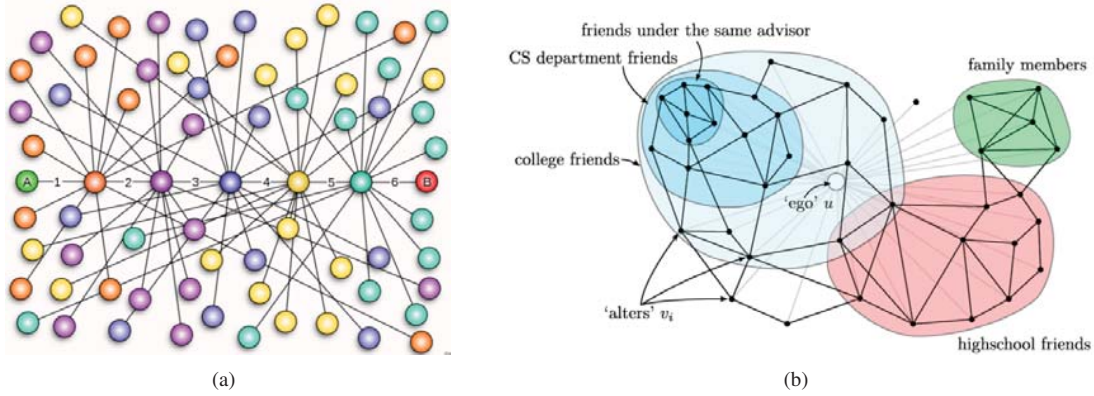 A 1 2 3 4 5 6 B
(a)
friends under the same advisor
CS department friends
family members
college friends
'ego' u
'alters' vi
highschool friends
(b)